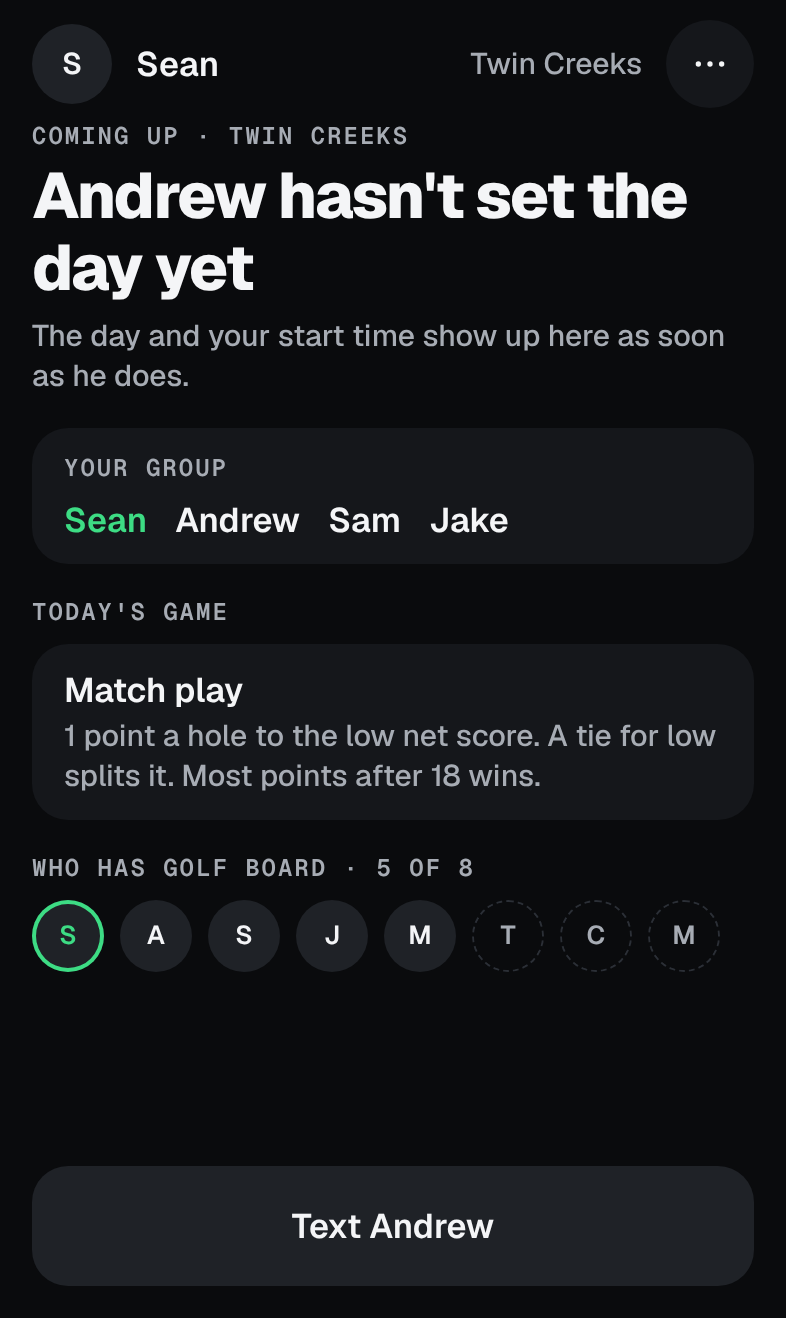 S Sean Twin Creeks ...
COMING UP · TWIN CREEKS
Andrew hasn't set the
day yet
The day and your start time show up here as soon
as he does.
YOUR GROUP
Sean Andrew Sam Jake
TODAY'S GAME
Match play
1 point a hole to the low net score. A tie for low
splits it. Most points after 18 wins.
WHO HAS GOLF BOARD · 5 OF 8
S A S J M T C M
Text Andrew